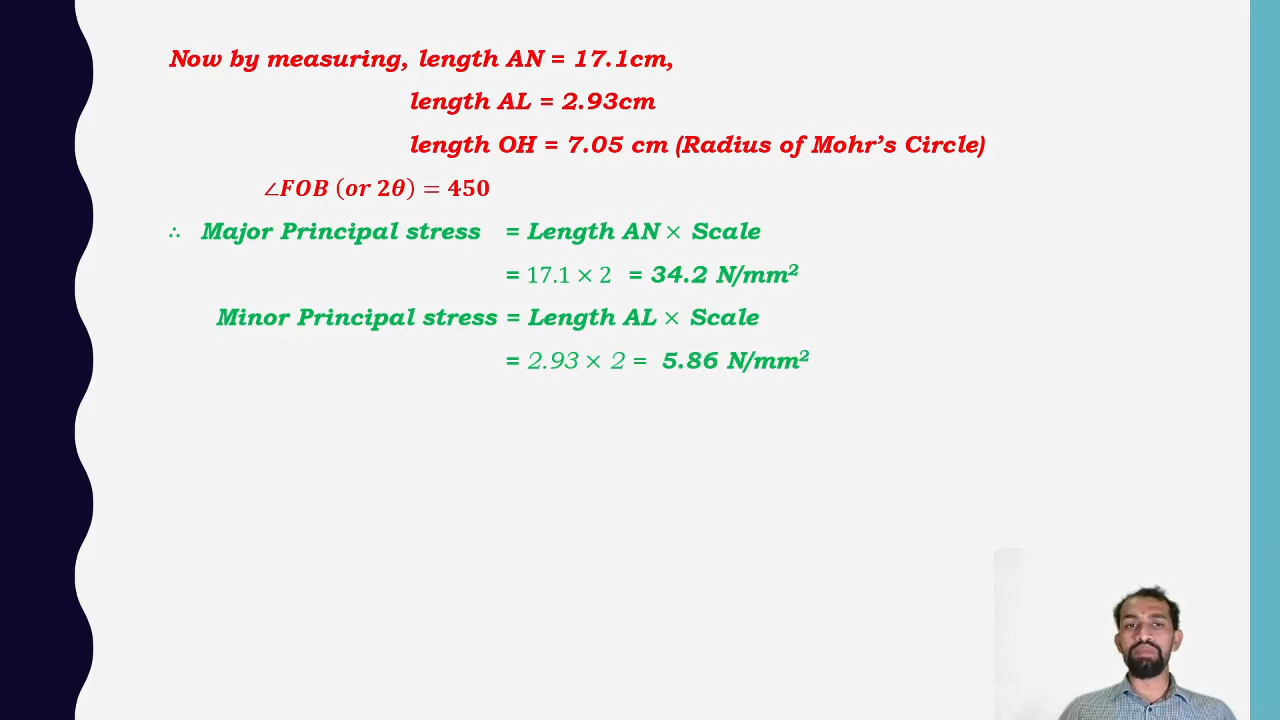 Now by measuring, length AN = 17.1cm,
length AL = 2.93cm
length OH = 7.05 cm (Radius of Mohr’s Circle)
∠FOB (or 2θ) = 450
∴ Major Principal stress = Length AN × Scale
= 17.1 × 2 = 34.2 N/mm²
Minor Principal stress = Length AL × Scale
= 2.93 × 2 = 5.86 N/mm²